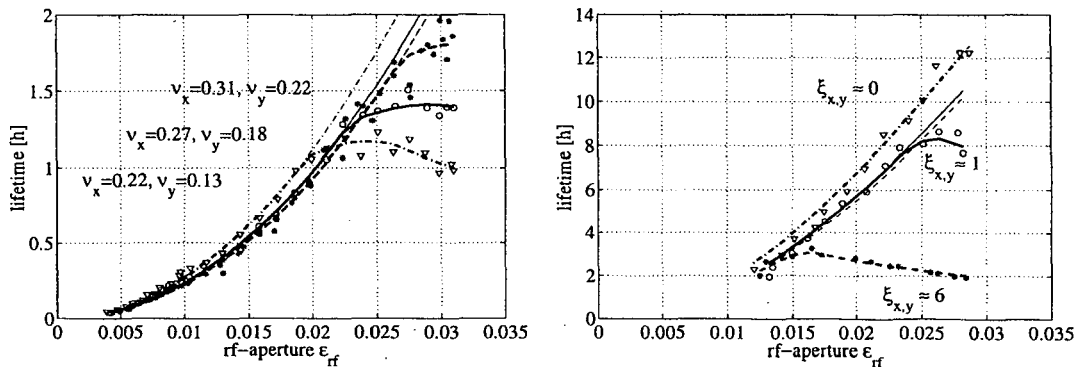 2
1.5
1
0.5
0
lifetime [h]
ν_x=0.31, ν_y=0.22
ν_x=0.27, ν_y=0.18
ν_x=0.22, ν_y=0.13
0 0.005 0.01 0.015 0.02 0.025 0.03 0.035
rf-aperture ε_rf
14
12
10
8
6
4
2
0
lifetime [h]
ξ_x,y ≈ 0
ξ_x,y ≈ 1
ξ_x,y ≈ 6
0 0.005 0.01 0.015 0.02 0.025 0.03 0.035
rf-aperture ε_rf